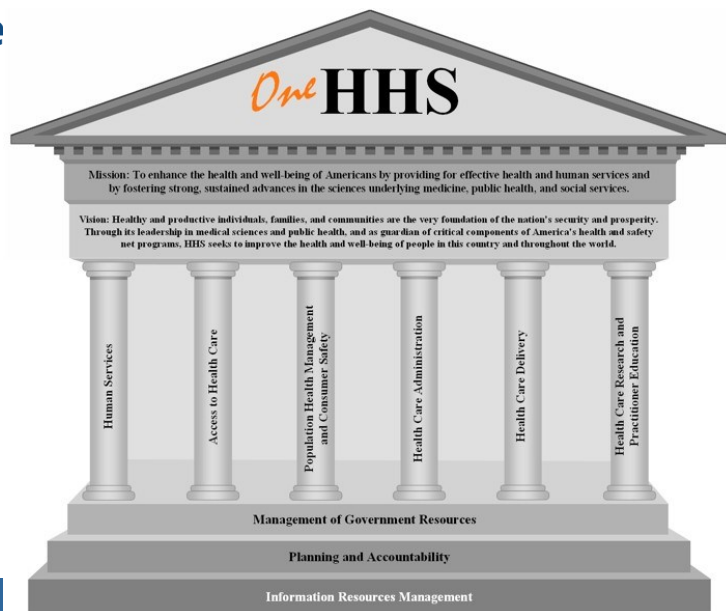 e
One HHS
Mission: To enhance the health and well-being of Americans by providing for effective health and human services and
by fostering strong, sustained advances in the sciences underlying medicine, public health, and social services.
Vision: Healthy and productive individuals, families, and communities are the very foundation of the nation's security and prosperity.
Through its leadership in medical sciences and public health, and as guardian of critical components of America's health and safety
net programs, HHS seeks to improve the health and well-being of people in this country and throughout the world.
Human Services
Access to Health Care
Population Health Management
and Consumer Safety
Health Care Administration
Health Care Delivery
Health Care Research and
Practitioner Education
Management of Government Resources
Planning and Accountability
Information Resources Management